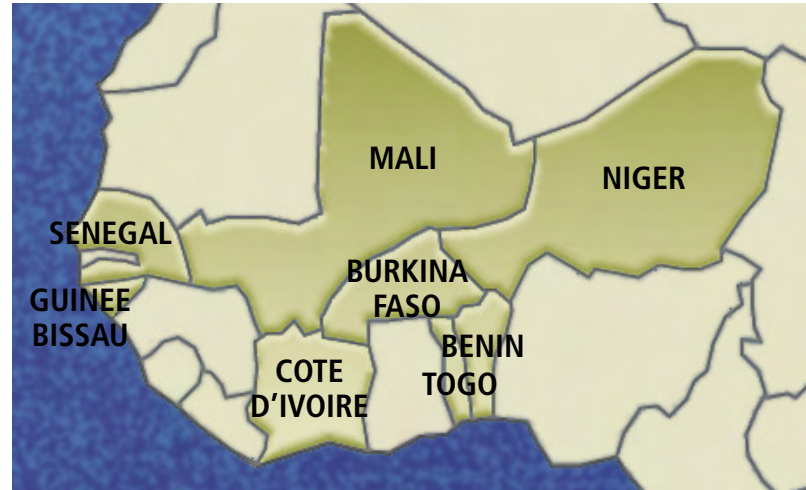 MALI
NIGER
SENEGAL
BURKINA
FASO
GUINEE
BISSAU
BENIN
TOGO
COTE
D’IVOIRE